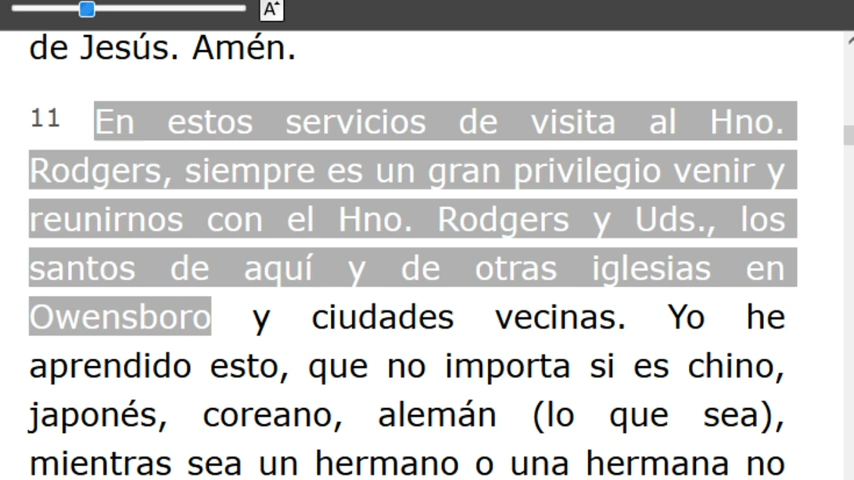 A
de Jesús. Amén.
11 En estos servicios de visita al Hno.
Rodgers, siempre es un gran privilegio venir y
reunirnos con el Hno. Rodgers y Uds., los
santos de aquí y de otras iglesias en
Owensboro y ciudades vecinas. Yo he
aprendido esto, que no importa si es chino,
japonés, coreano, alemán (lo que sea),
mientras sea un hermano o una hermana no